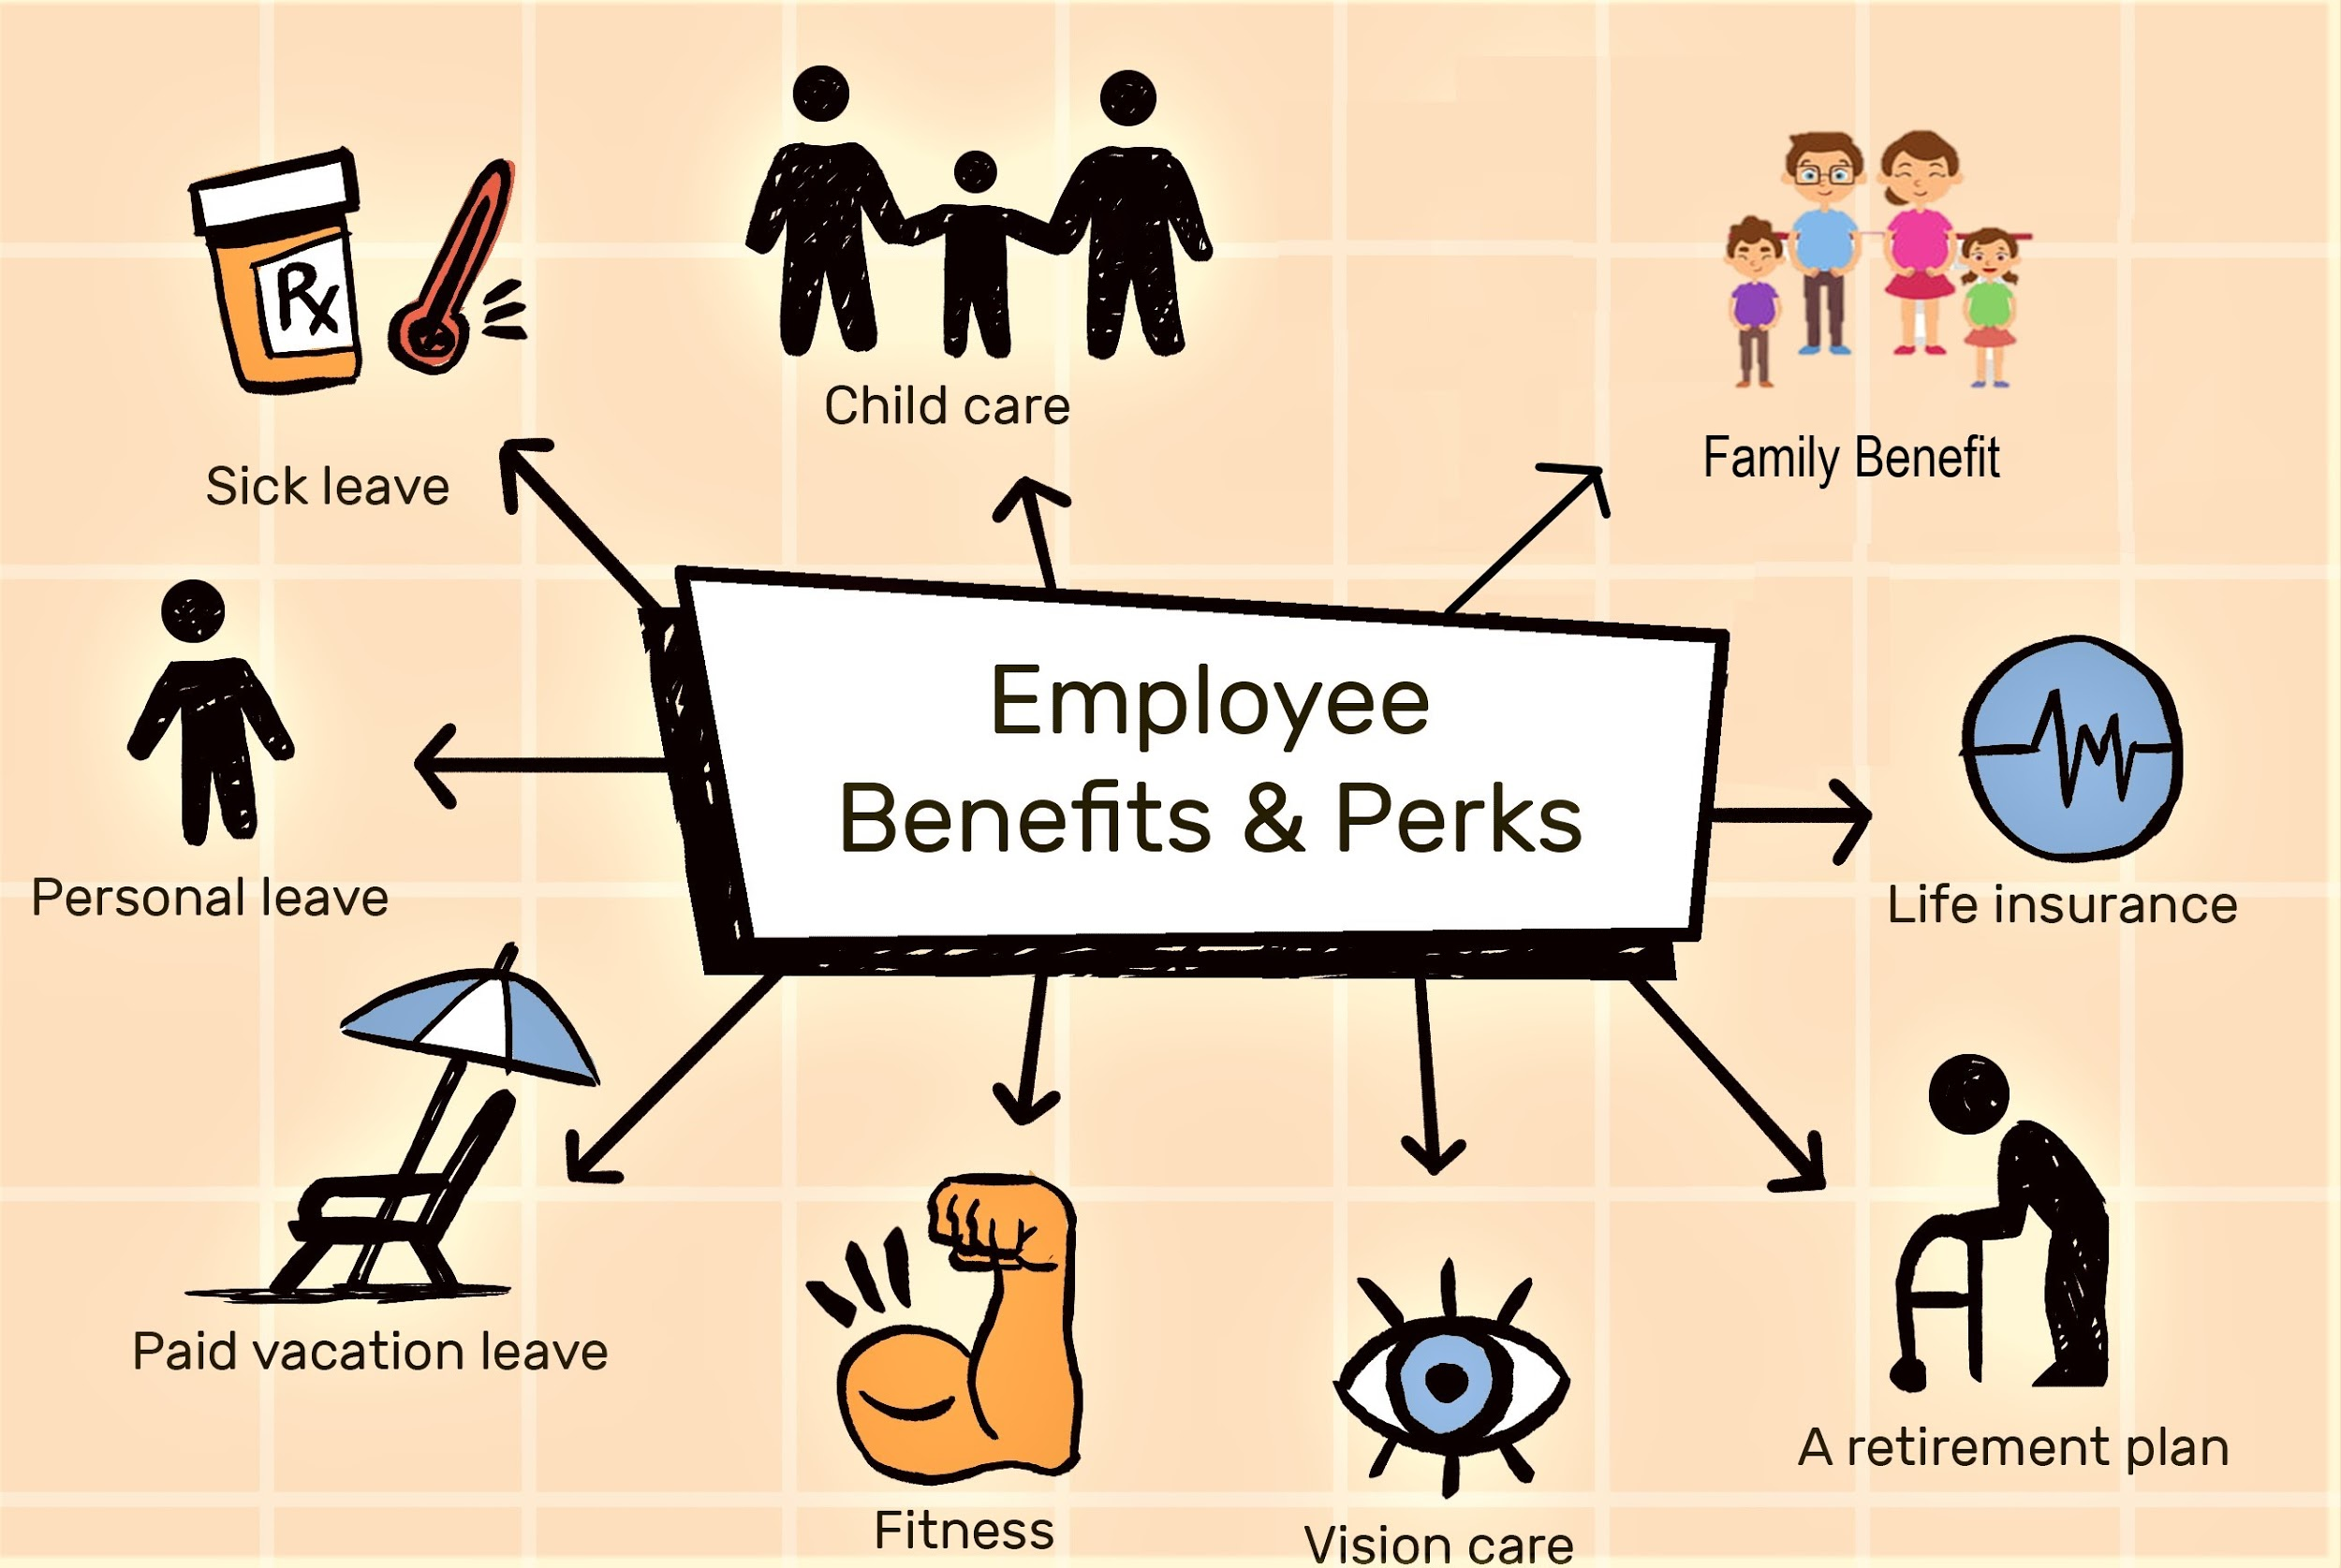 Rx
Child care
Family Benefit
Sick leave
Employee
Benefits & Perks
Personal leave
Life insurance
Paid vacation leave
A retirement plan
Fitness
Vision care